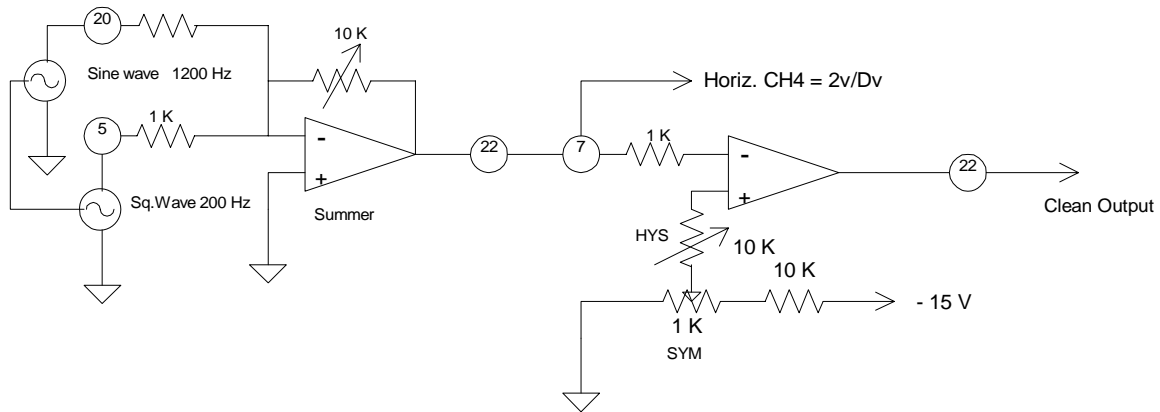 20
10 K
Sine wave 1200 Hz
Horiz. CH4 = 2v/Dv
5
1 K
-
+
22
7
1 K
-
+
22
Sq.Wave 200 Hz
Summer
Clean Output
HYS
10 K
10 K
- 15 V
1 K
SYM